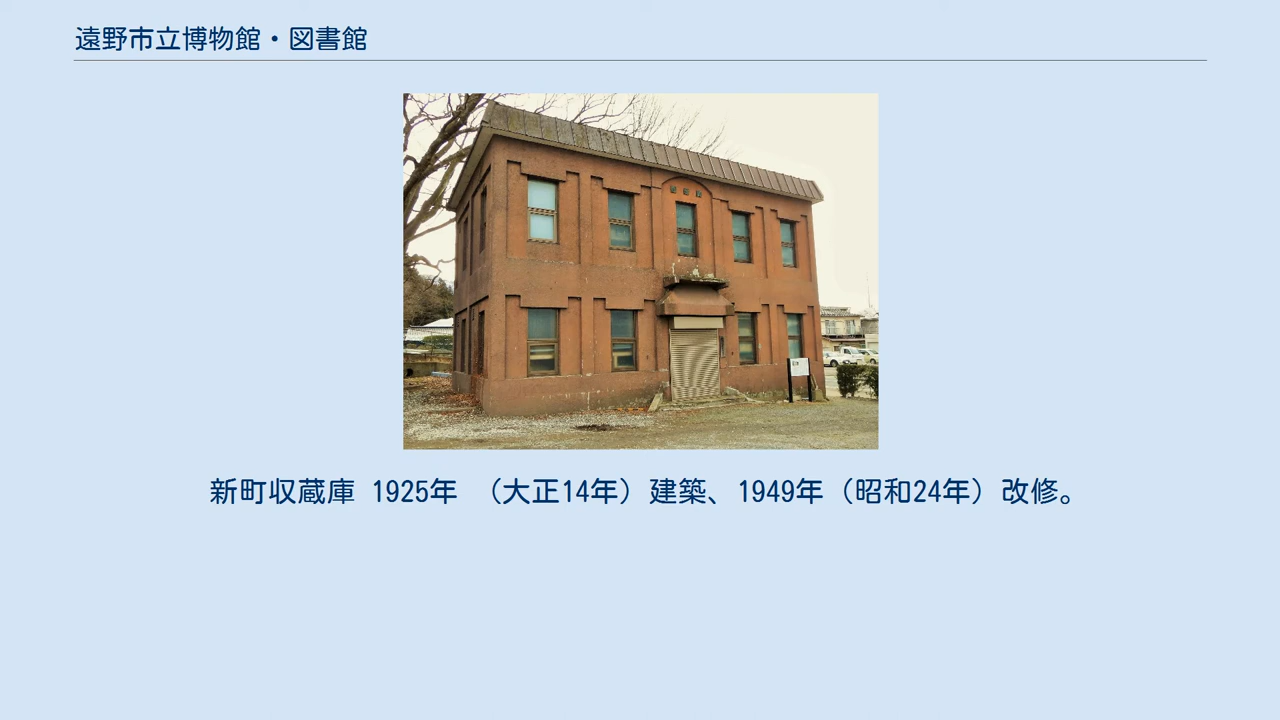 遠野市立博物館・図書館
新町収蔵庫 1925年 （大正14年）建築、1949年（昭和24年）改修。